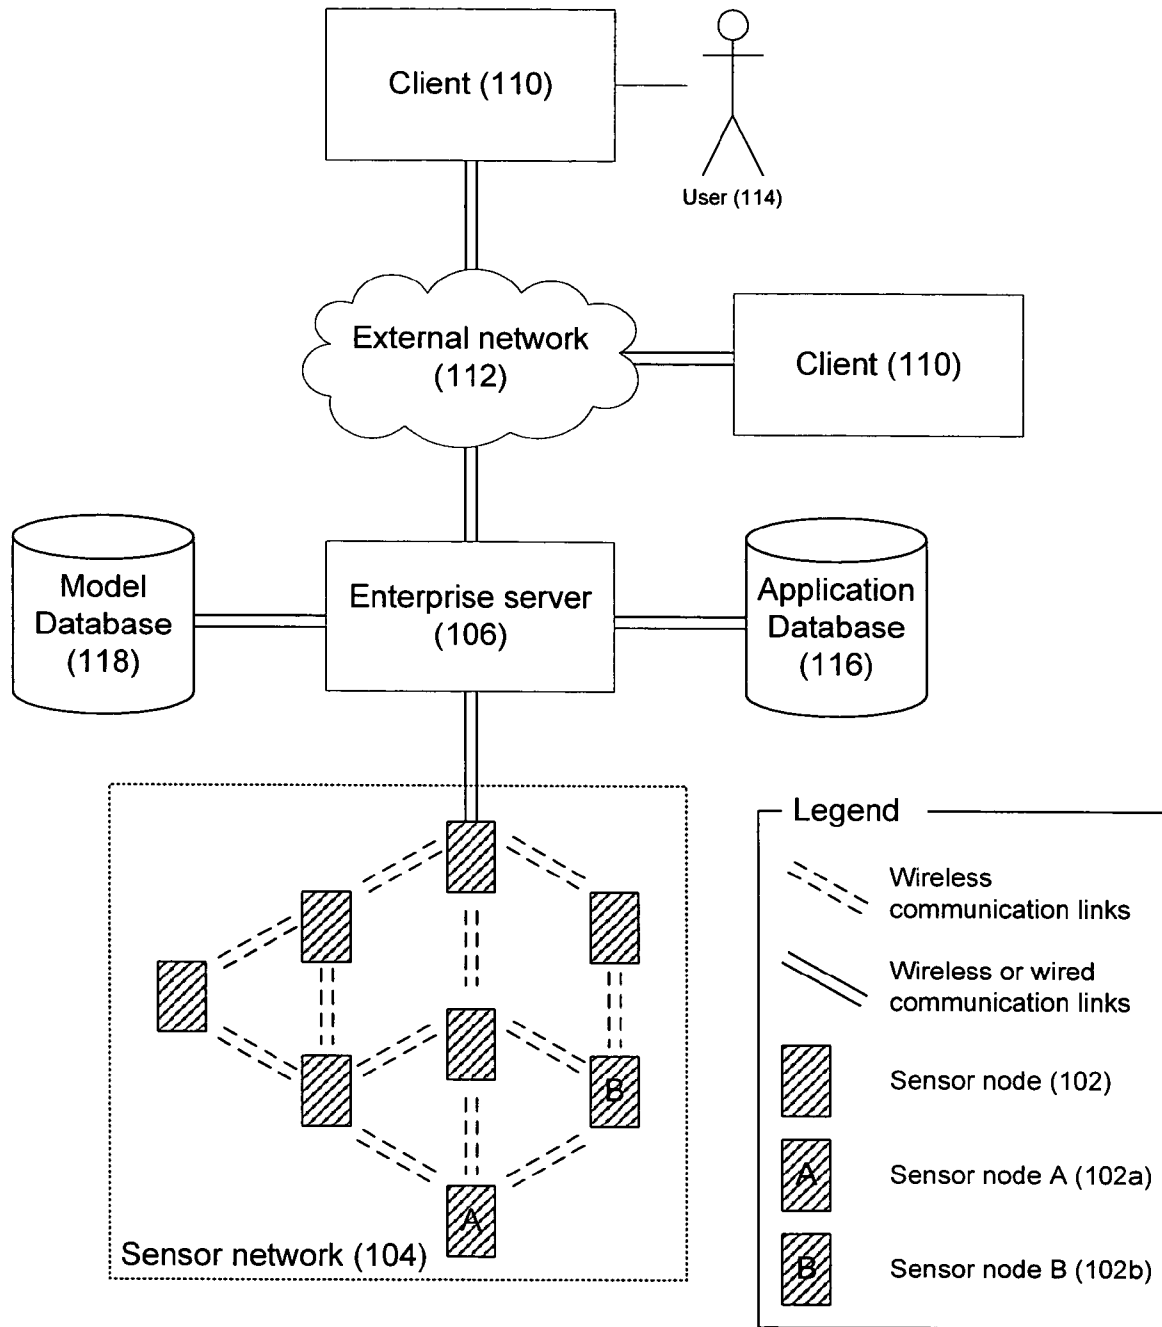 Client (110)
User (114)
External network
(112)
Client (110)
Model
Database
(118)
Enterprise server
(106)
Application
Database
(116)
Legend
Wireless
communication links
Wireless or wired
communication links
B
Sensor node (102)
A
Sensor node A (102a)
A
Sensor network (104)
B
Sensor node B (102b)